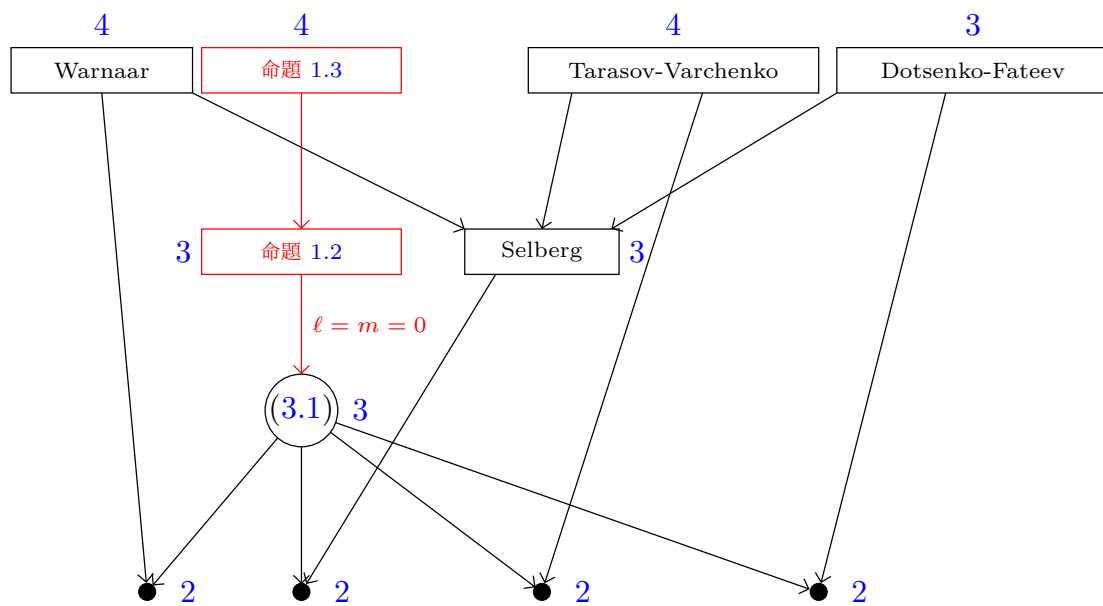 4 4 4 3
Warnaar 命題 1.3 Tarasov-Varchenko Dotsenko-Fateev
3 命題 1.2 Selberg 3
ℓ = m = 0
(3.1) 3
2 2 2 2